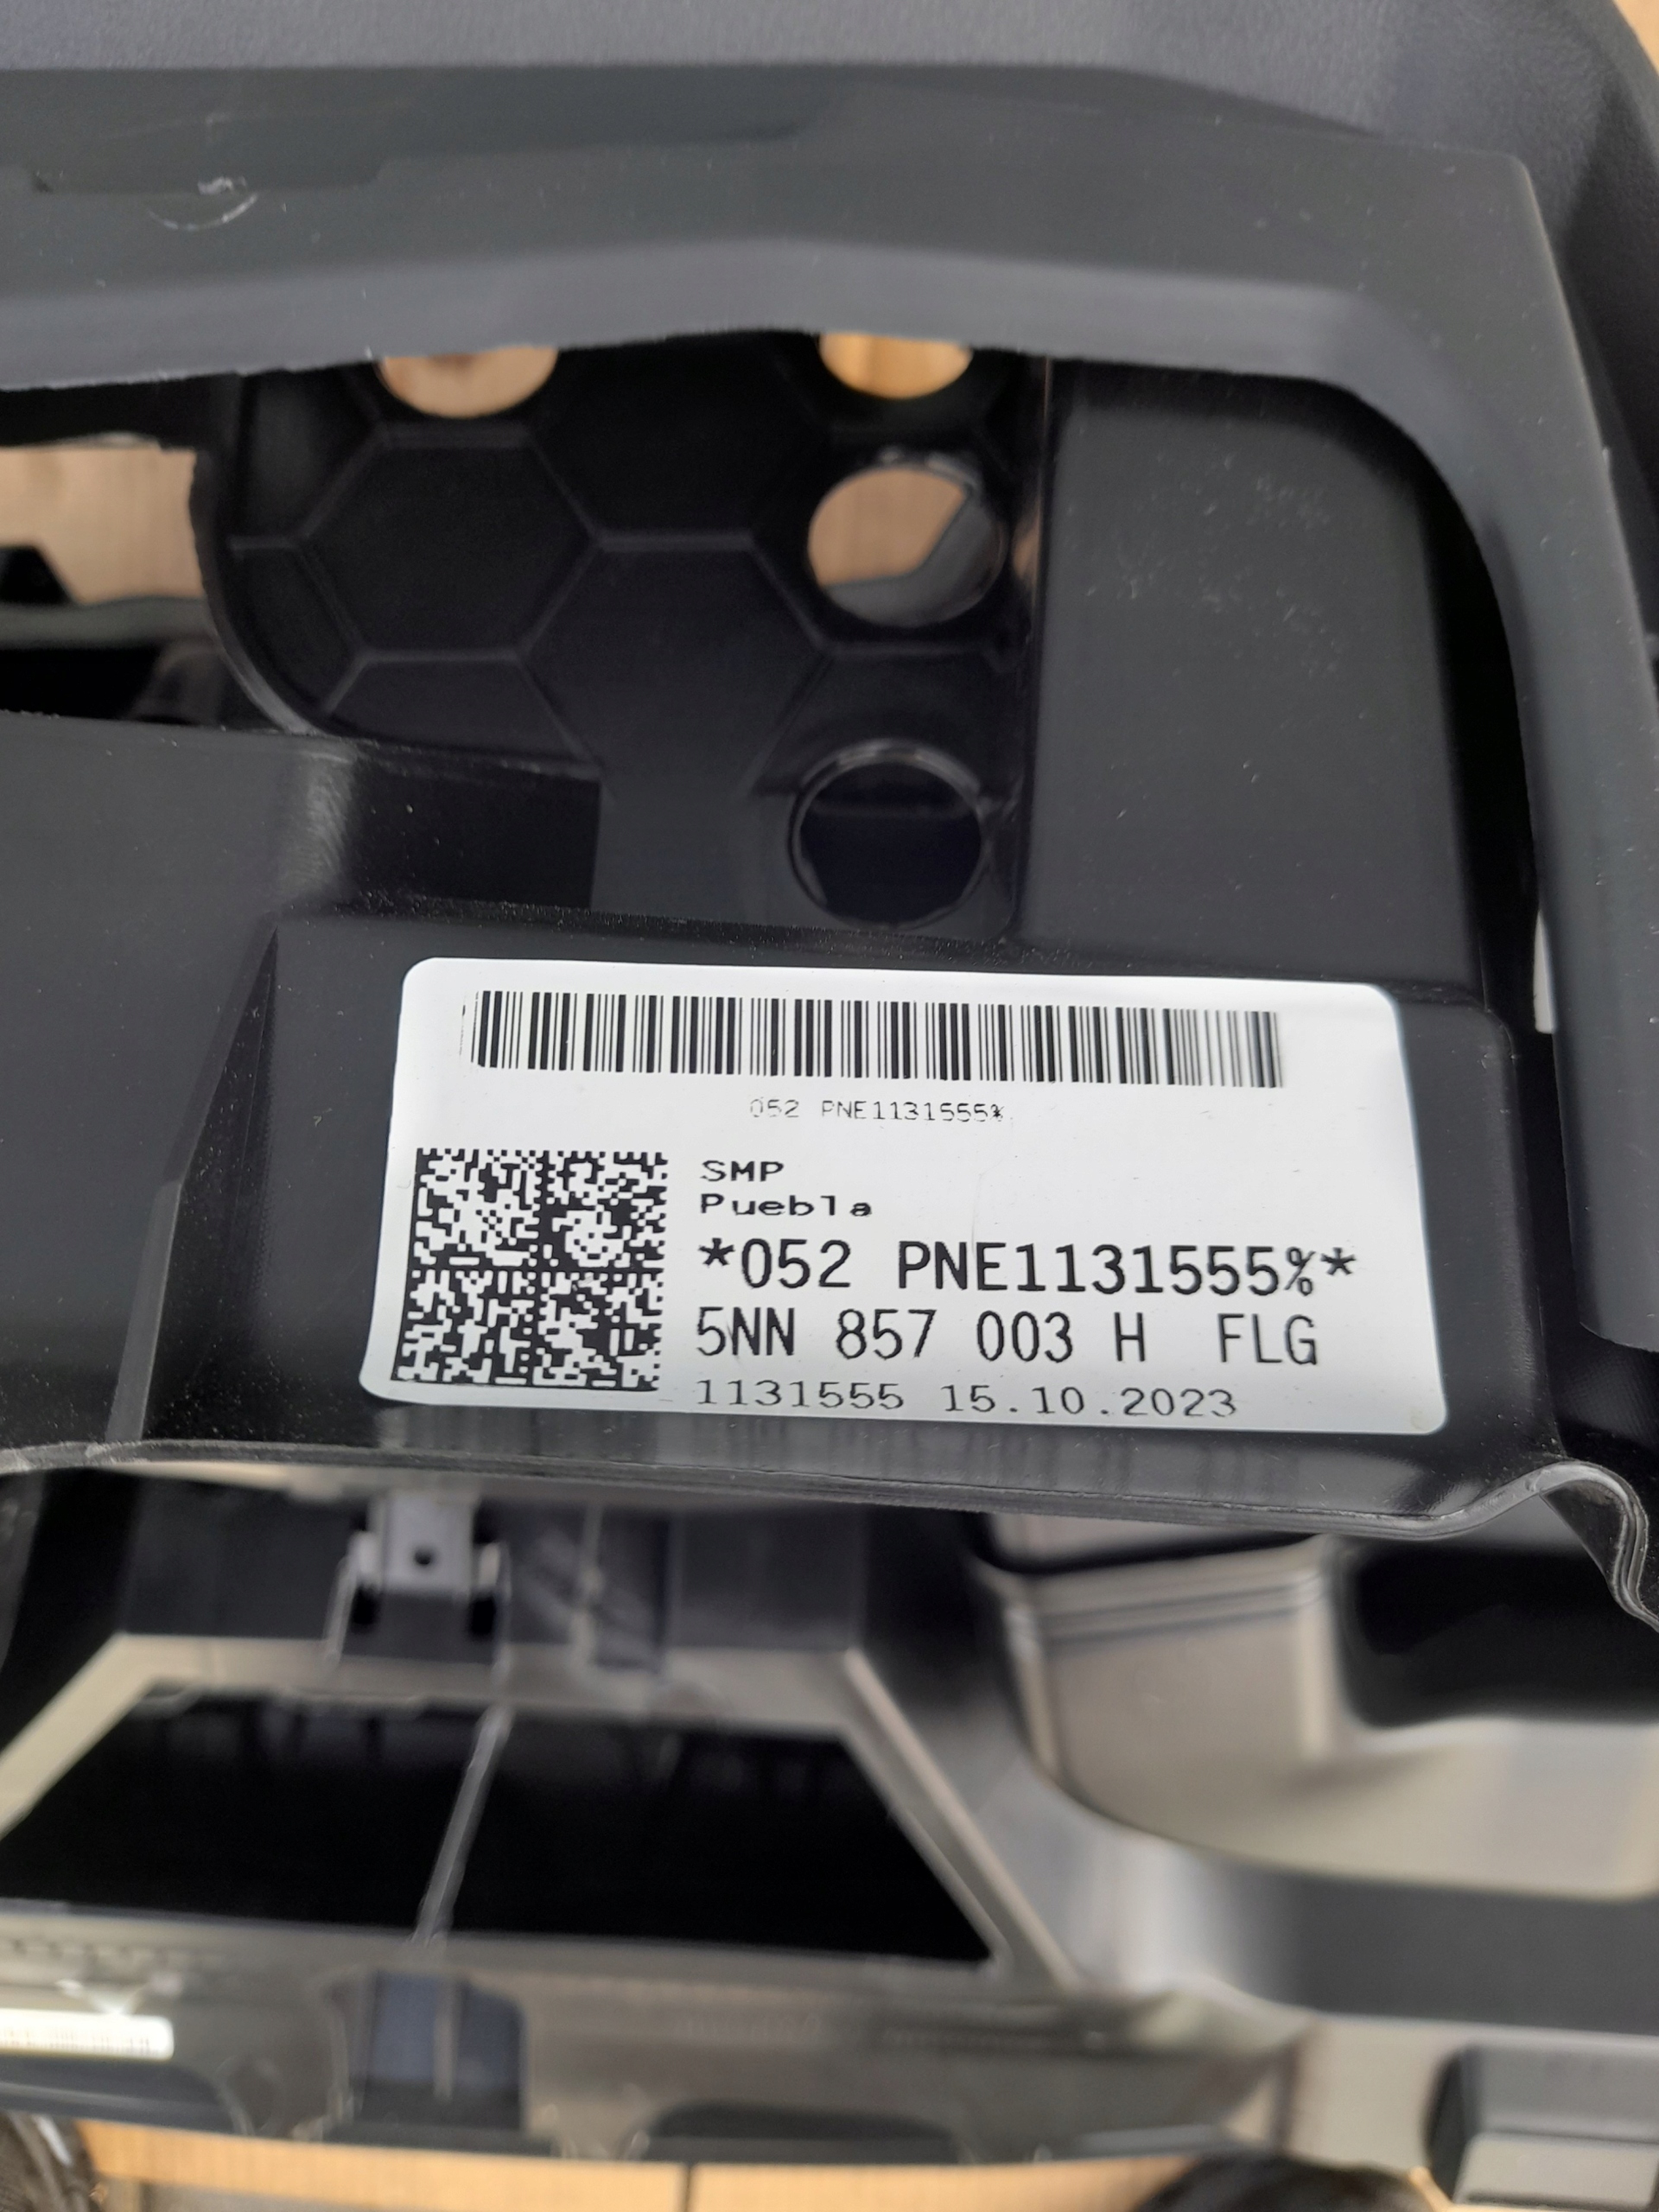 052 PNE1131555%
SMP
Puebla
*052 PNE1131555%*
5NN 857 003 H FLG
1131555 15.10.2023